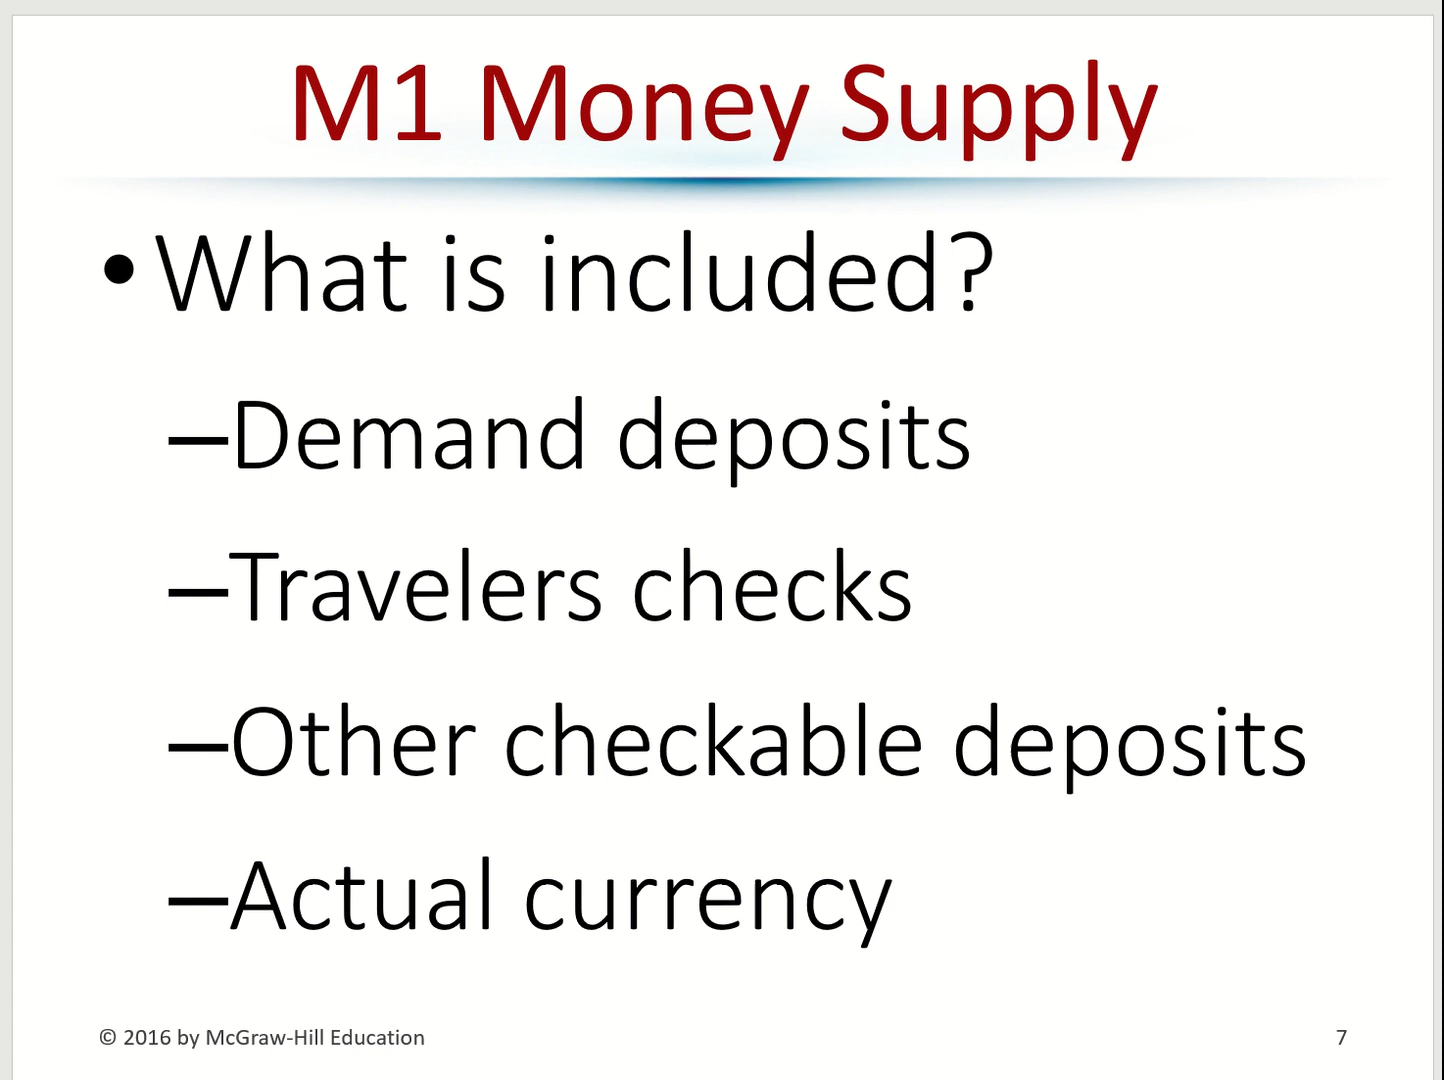 M1 Money Supply
• What is included?
–Demand deposits
–Travelers checks
–Other checkable deposits
–Actual currency
© 2016 by McGraw-Hill Education
7